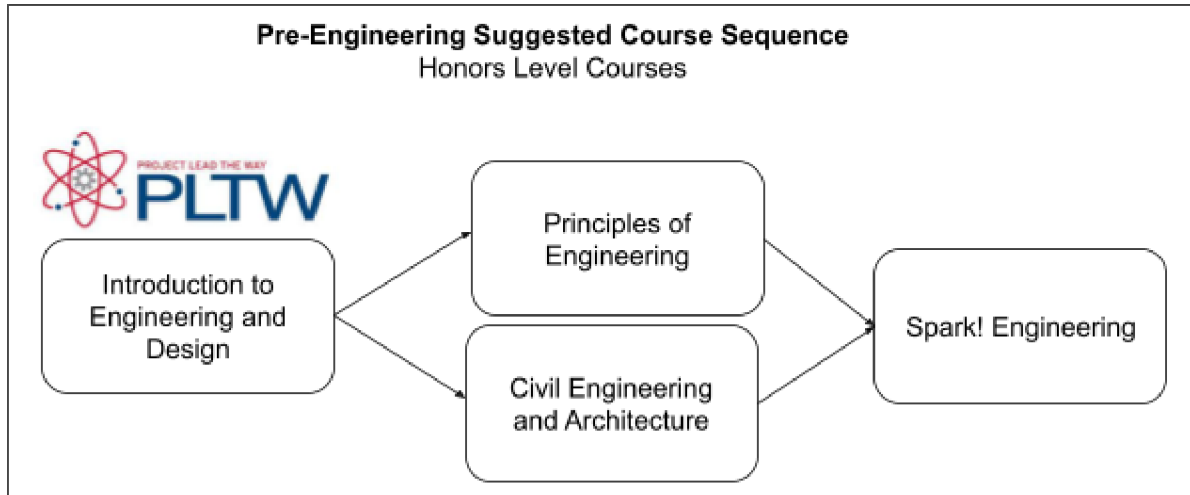 Pre-Engineering Suggested Course Sequence
Honors Level Courses
PROJECT LEAD THE WAY
PLTW
Introduction to
Engineering and
Design
Principles of
Engineering
Civil Engineering
and Architecture
Spark! Engineering